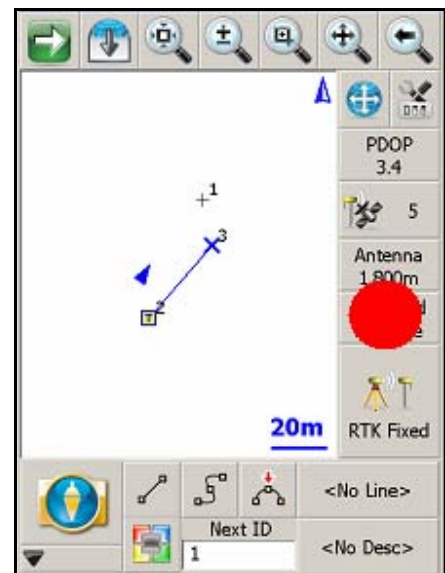 PDOP
3.4
5
Antenna
1.800m
1
3
2
20m
RTK Fixed
<No Line>
Next ID
1
<No Desc>